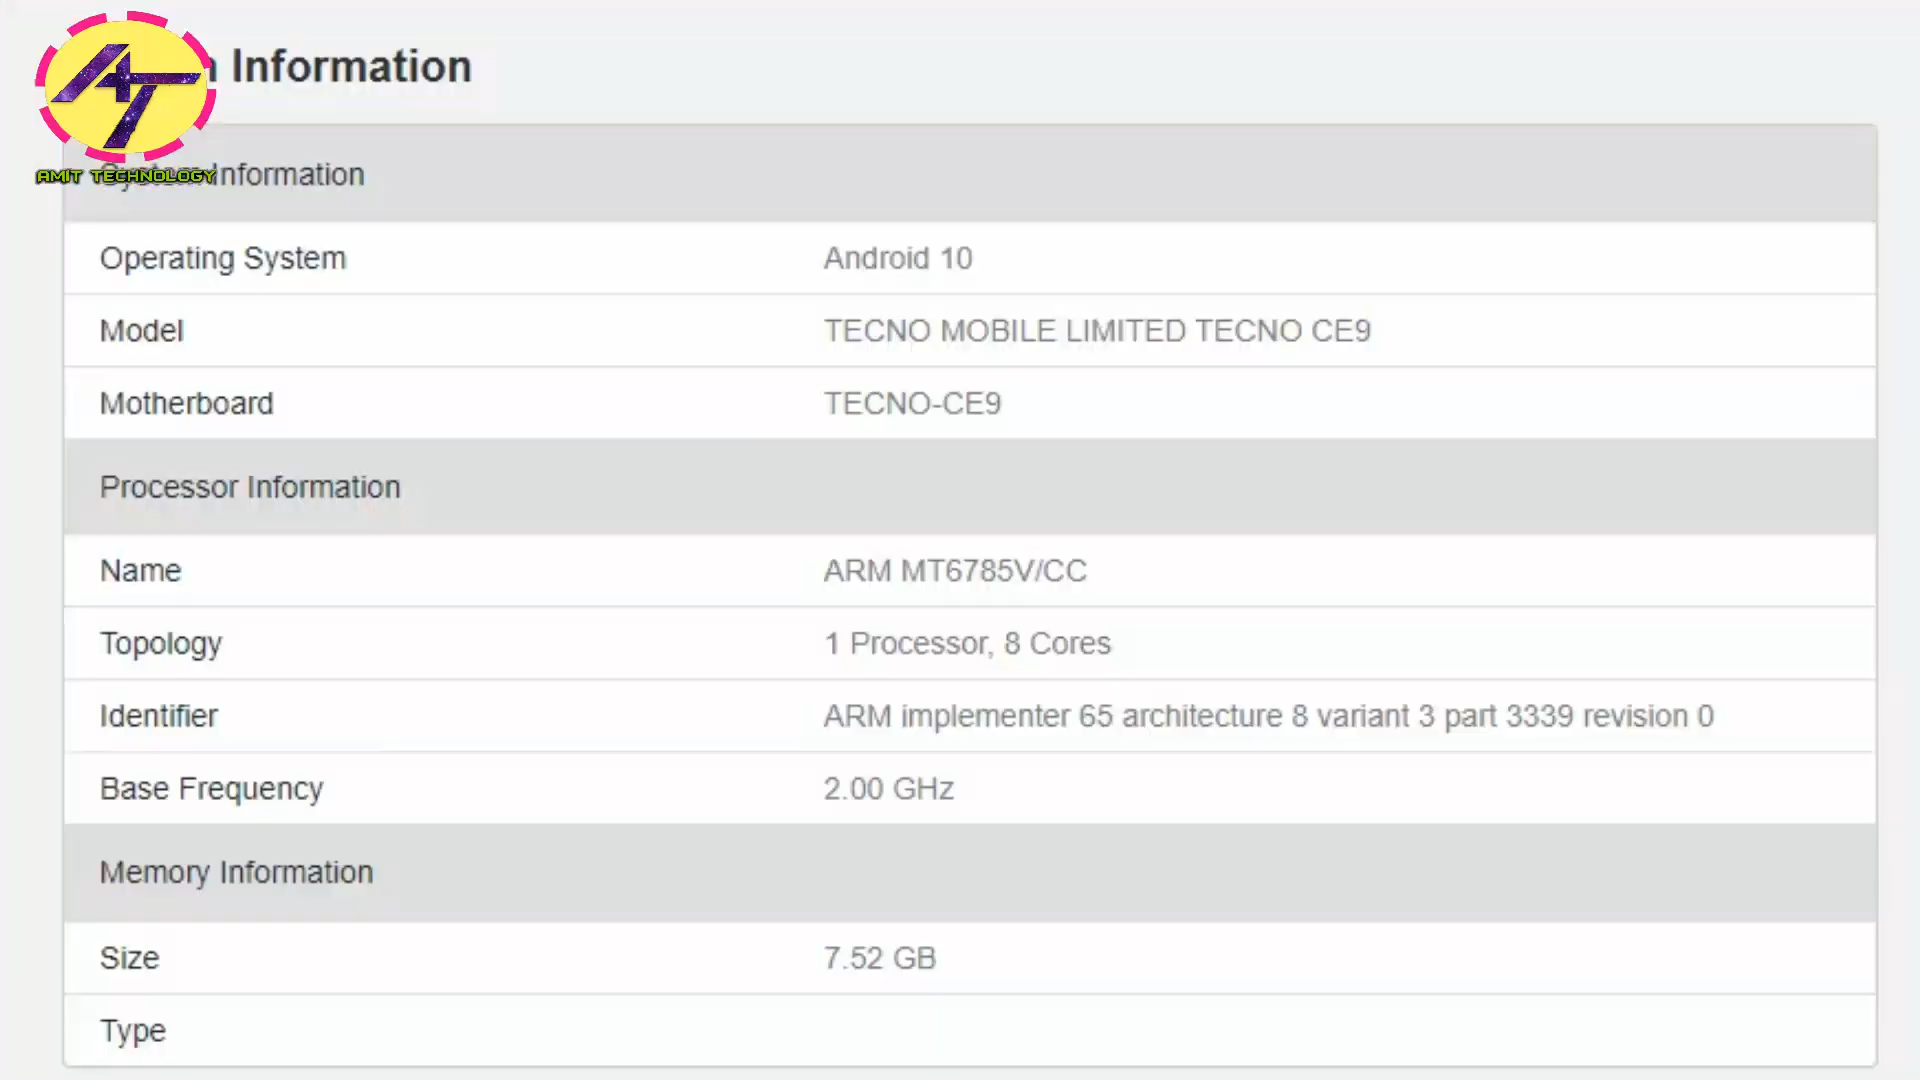 AT
AMIT TECHNOLOGY
Information
System Information
Operating System Android 10
Model TECNO MOBILE LIMITED TECNO CE9
Motherboard TECNO-CE9
Processor Information
Name ARM MT6785V/CC
Topology 1 Processor, 8 Cores
Identifier ARM implementer 65 architecture 8 variant 3 part 3339 revision 0
Base Frequency 2.00 GHz
Memory Information
Size 7.52 GB
Type